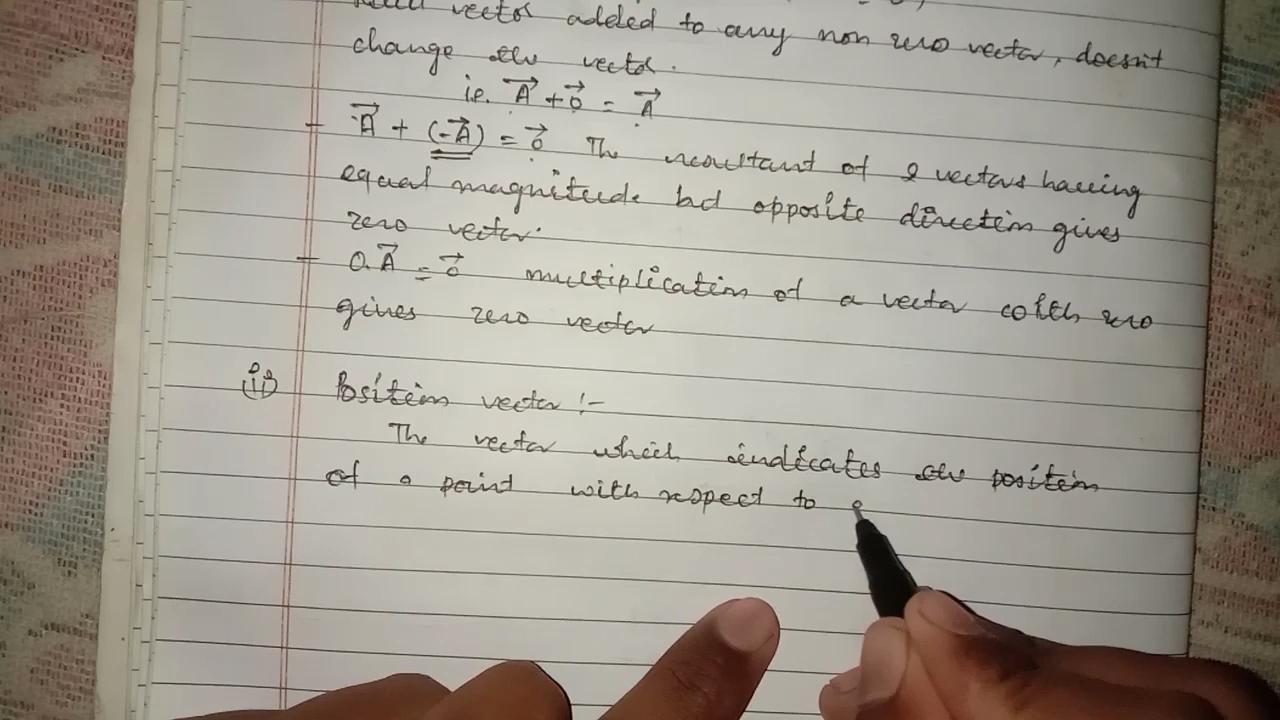 null vector added to any non zero vector, doesn't
change the vector.
i.e. A⃗ + 0⃗ = A⃗
- A⃗ + (-A⃗) = 0⃗ The resultant of 2 vectors having
equal magnitude bd opposite direction gives
zero vector.
- 0.A⃗ = 0⃗ multiplication of a vector with zero
gives zero vector
(ii) Position vector :-
The vector which indicates the position
of a point with respect to